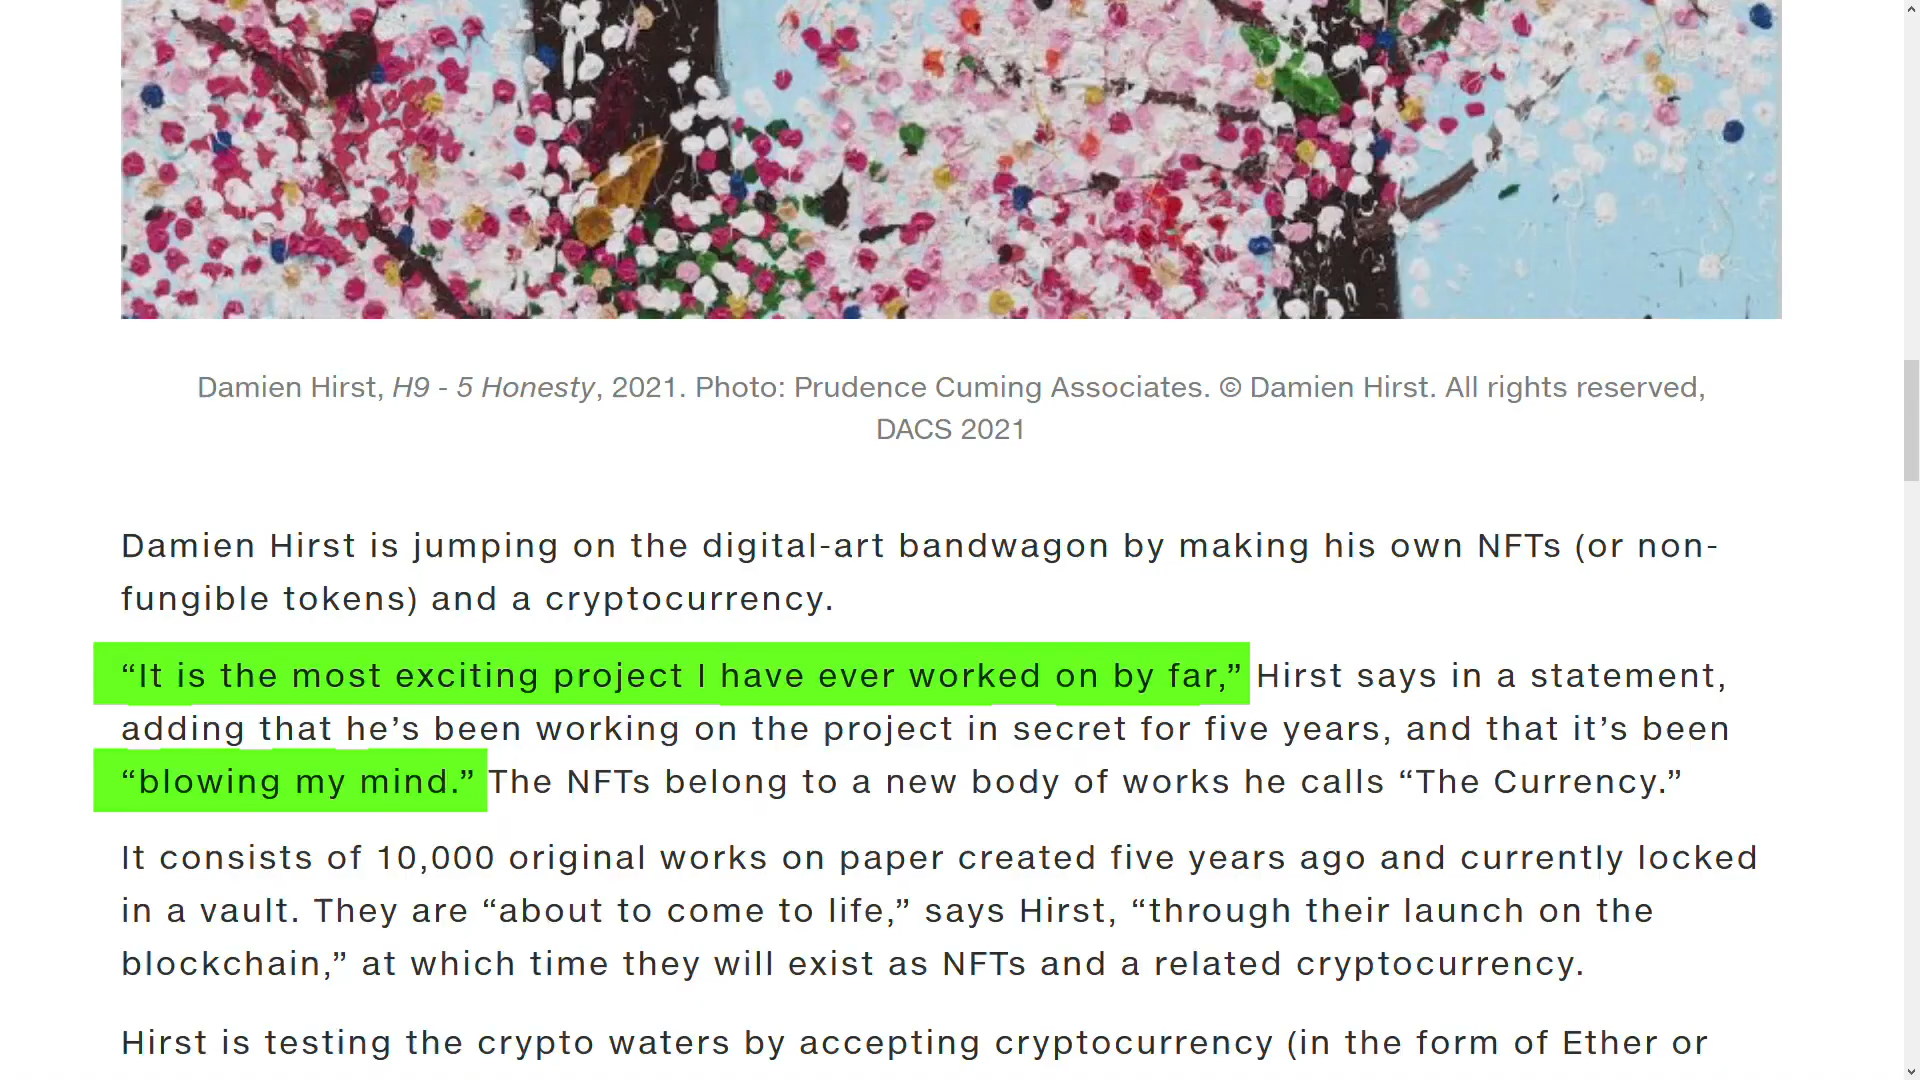 Damien Hirst, H9 - 5 Honesty, 2021. Photo: Prudence Cuming Associates. © Damien Hirst. All rights reserved,
DACS 2021
Damien Hirst is jumping on the digital-art bandwagon by making his own NFTs (or non-
fungible tokens) and a cryptocurrency.
“It is the most exciting project I have ever worked on by far,” Hirst says in a statement,
adding that he’s been working on the project in secret for five years, and that it’s been
“blowing my mind.” The NFTs belong to a new body of works he calls “The Currency.”
It consists of 10,000 original works on paper created five years ago and currently locked
in a vault. They are “about to come to life,” says Hirst, “through their launch on the
blockchain,” at which time they will exist as NFTs and a related cryptocurrency.
Hirst is testing the crypto waters by accepting cryptocurrency (in the form of Ether or